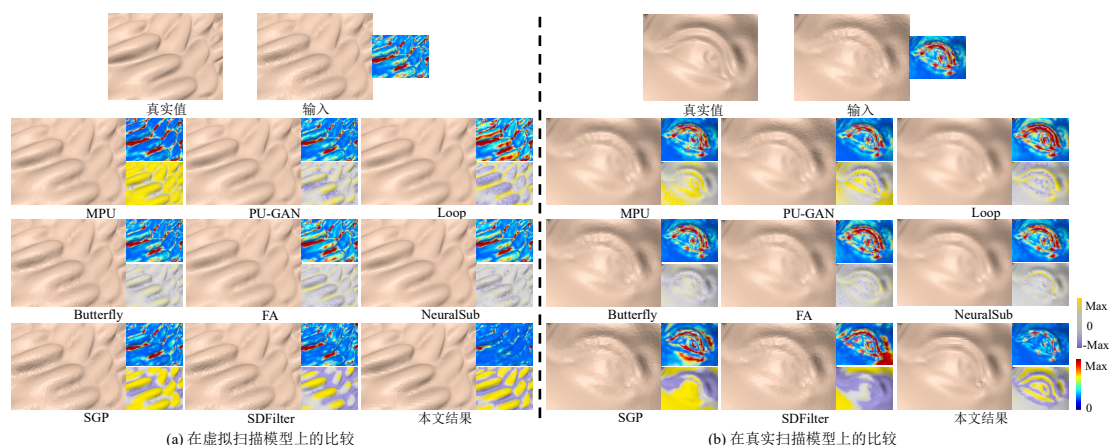 真实值 输入
MPU PU-GAN Loop
Butterfly FA NeuralSub
SGP SDFilter 本文结果
(a) 在虚拟扫描模型上的比较
真实值 输入
MPU PU-GAN Loop
Butterfly FA NeuralSub
SGP SDFilter 本文结果
(b) 在真实扫描模型上的比较
Max
0
-Max
Max
0